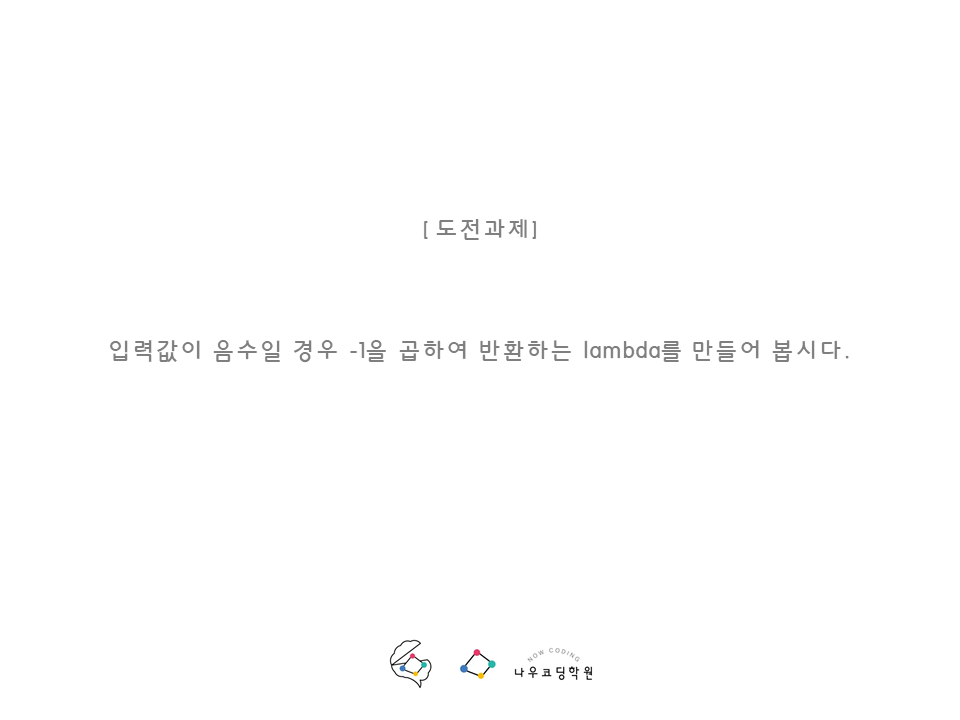 [ 도전과제]
입력값이 음수일 경우 -1을 곱하여 반환하는 lambda를 만들어 봅시다.
NOW CODING
나우코딩학원